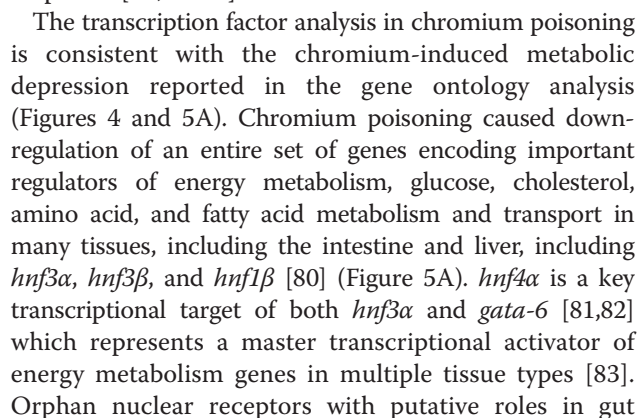 The transcription factor analysis in chromium poisoning
is consistent with the chromium-induced metabolic
depression reported in the gene ontology analysis
(Figures 4 and 5A). Chromium poisoning caused down-
regulation of an entire set of genes encoding important
regulators of energy metabolism, glucose, cholesterol,
amino acid, and fatty acid metabolism and transport in
many tissues, including the intestine and liver, including
hnf3α, hnf3β, and hnf1β [80] (Figure 5A). hnf4α is a key
transcriptional target of both hnf3α and gata-6 [81,82]
which represents a master transcriptional activator of
energy metabolism genes in multiple tissue types [83].
Orphan nuclear receptors with putative roles in gut